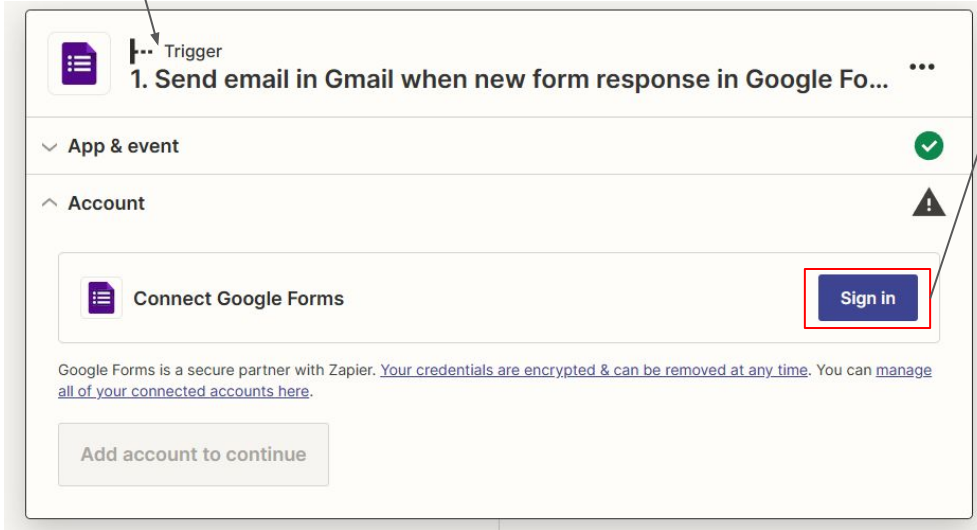 Trigger
1. Send email in Gmail when new form response in Google Fo...
App & event
Account
Connect Google Forms
Sign in
Google Forms is a secure partner with Zapier. Your credentials are encrypted & can be removed at any time. You can manage
all of your connected accounts here.
Add account to continue